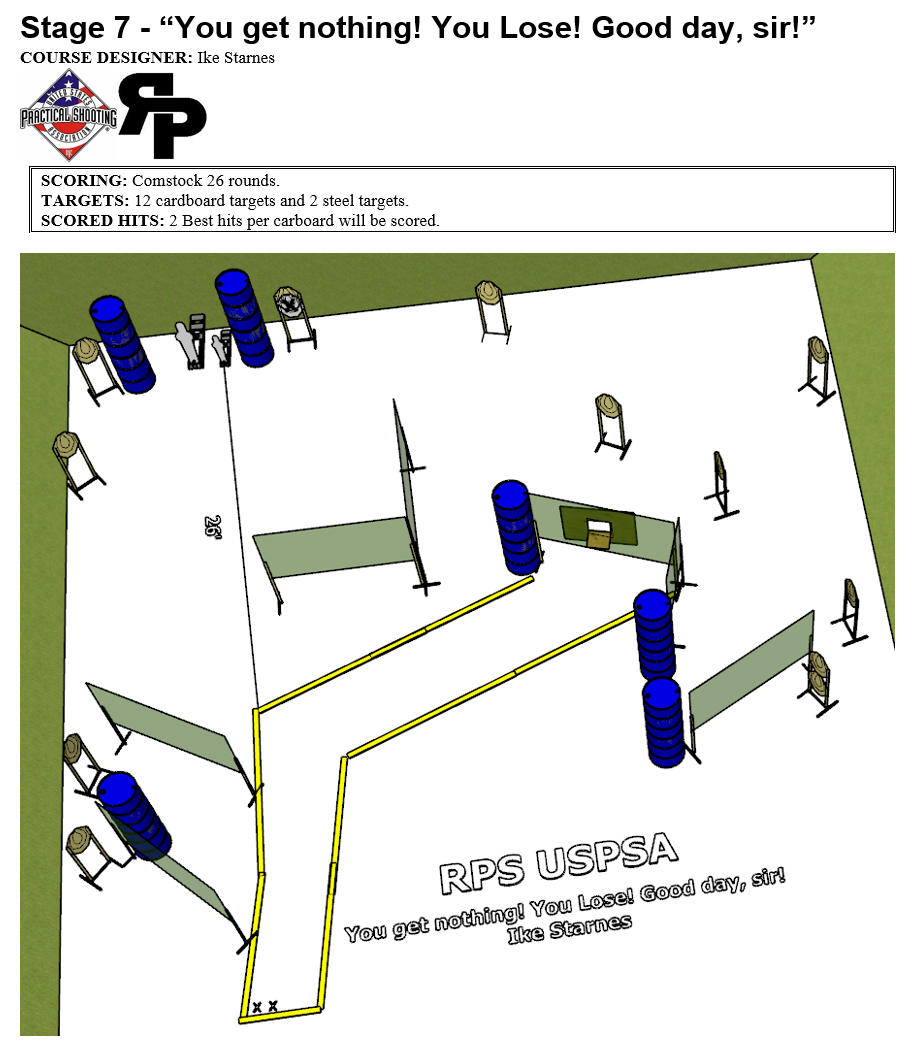 Stage 7 - “You get nothing! You Lose! Good day, sir!”
COURSE DESIGNER: Ike Starnes
UNITED STATES
PRACTICAL SHOOTING
ASSOCIATION
RP
SCORING: Comstock 26 rounds.
TARGETS: 12 cardboard targets and 2 steel targets.
SCORED HITS: 2 Best hits per carboard will be scored.
26'
RPS USPSA
You get nothing! You Lose! Good day, sir!
Ike Starnes
X X